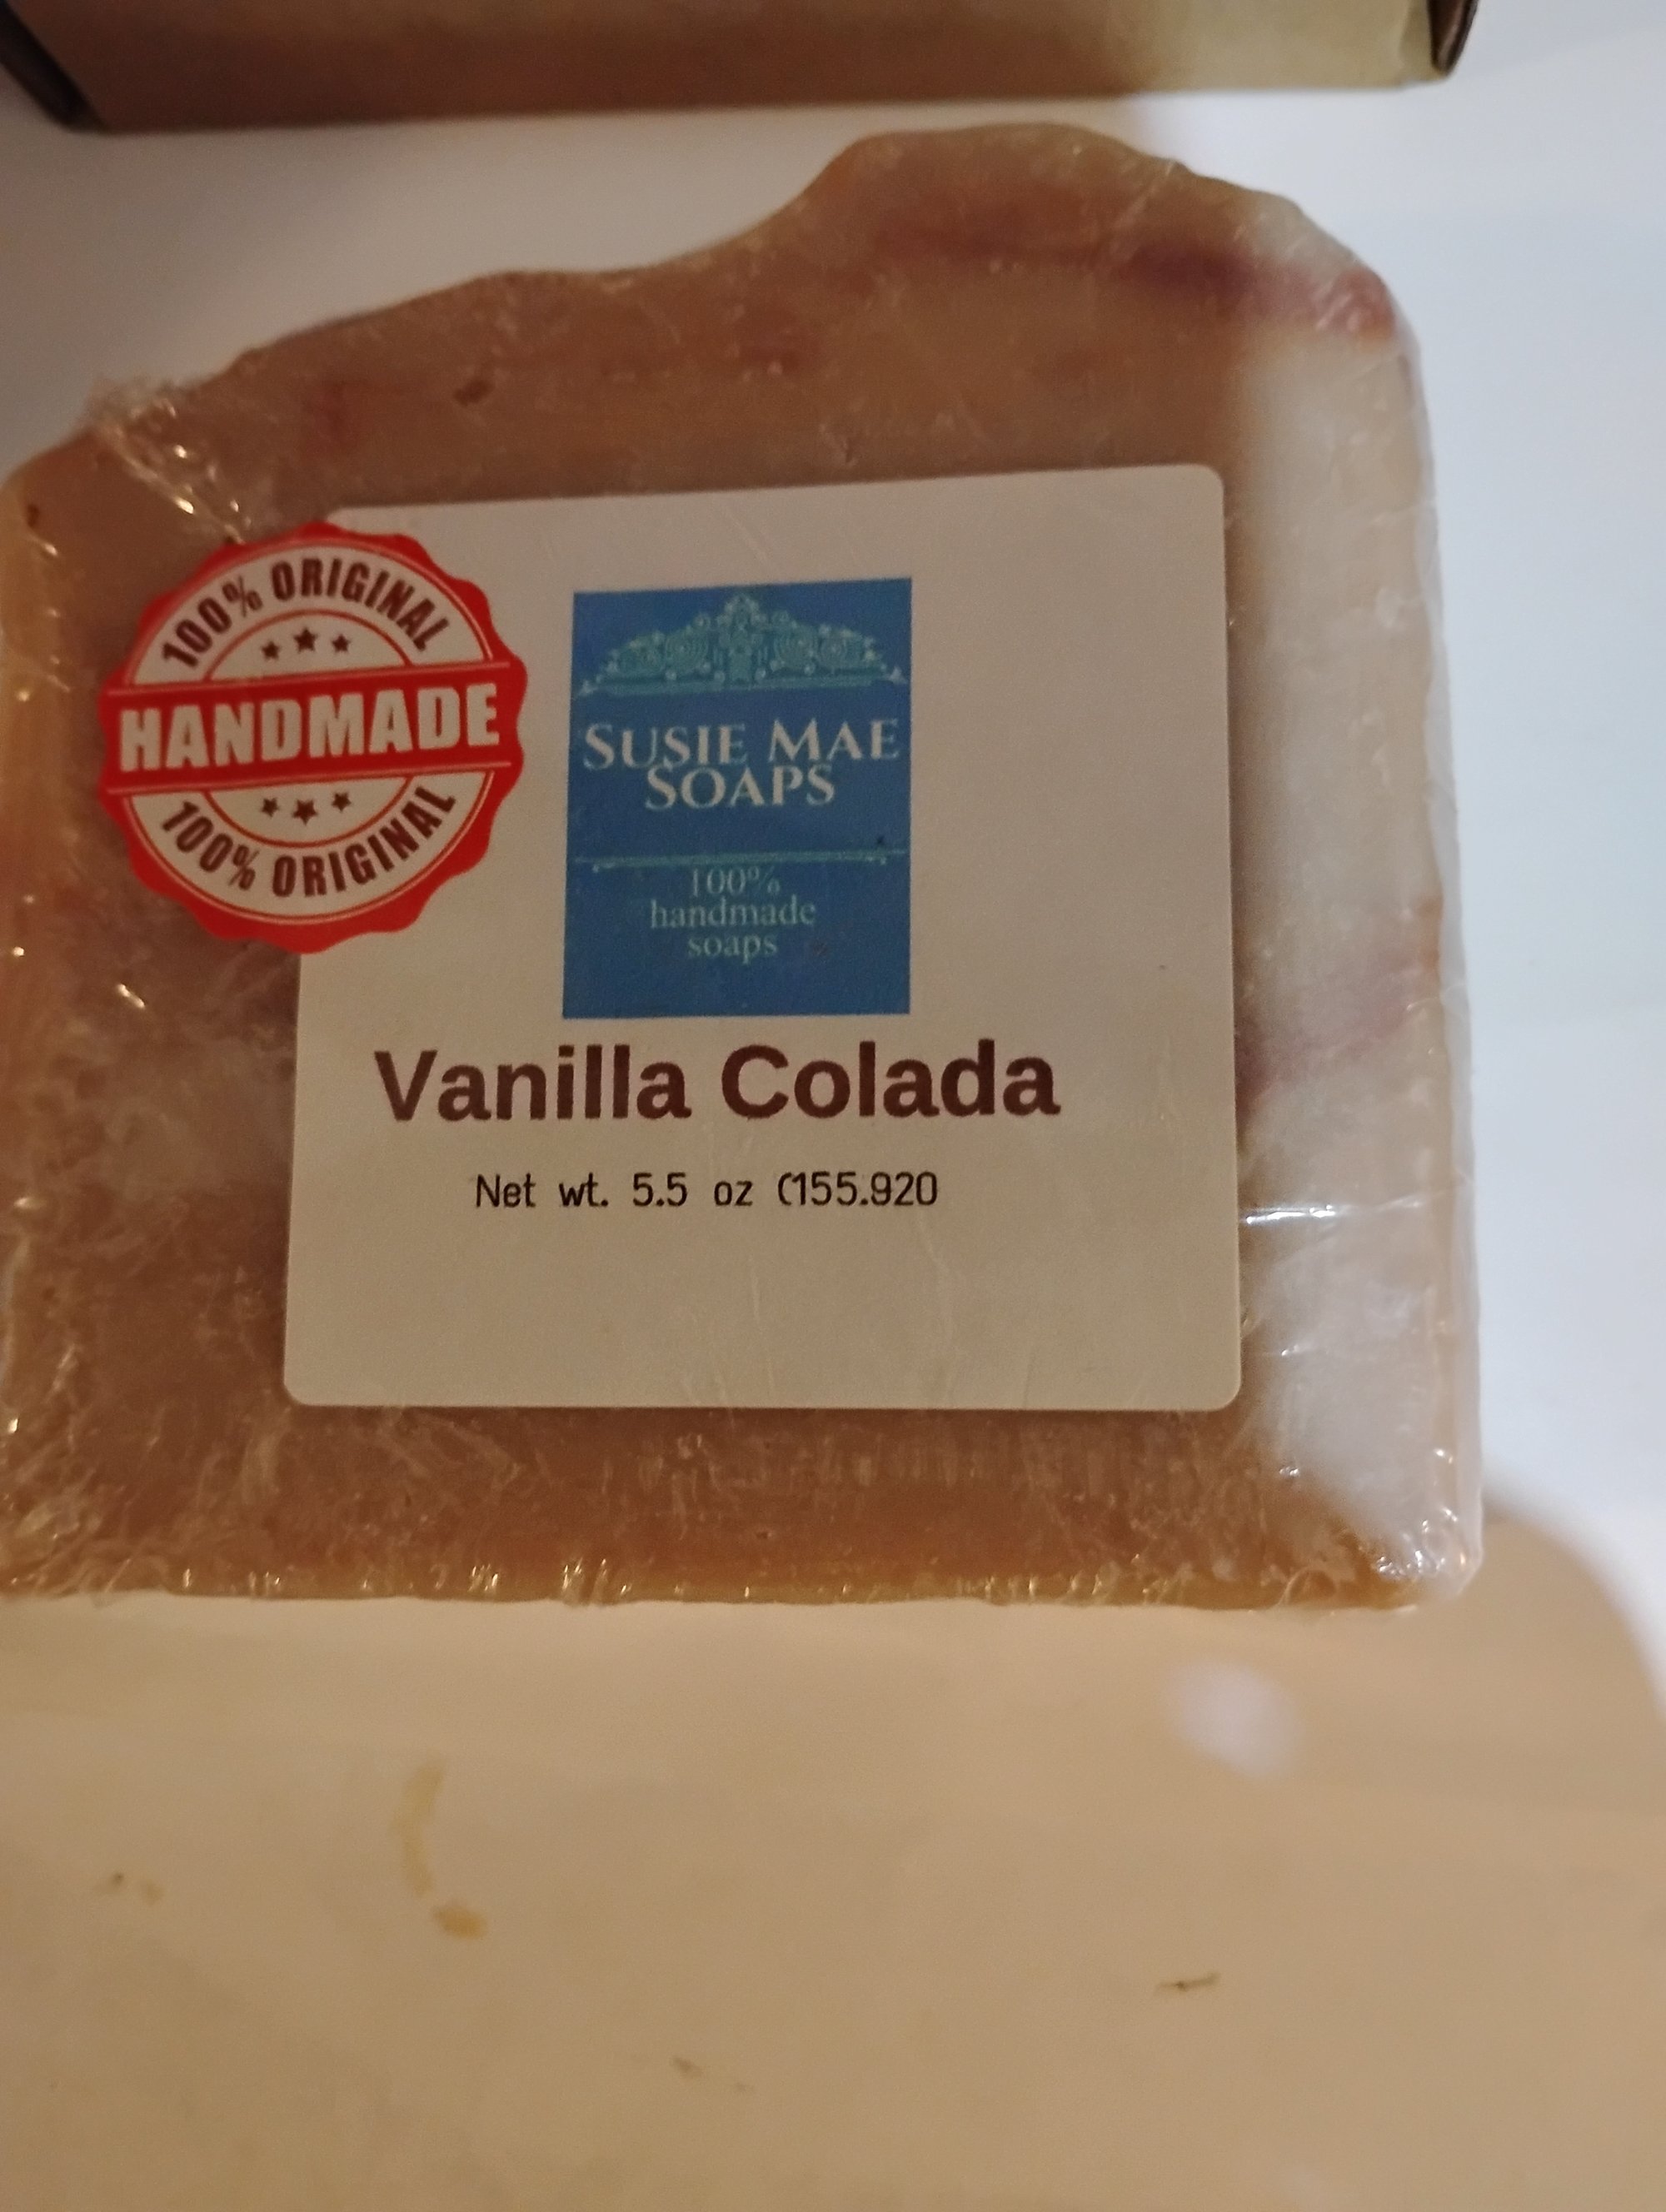 100% ORIGINAL
HANDMADE
100% ORIGINAL
SUSIE MAE
SOAPS
100%
handmade
soaps
Vanilla Colada
Net wt. 5.5 oz (155.920